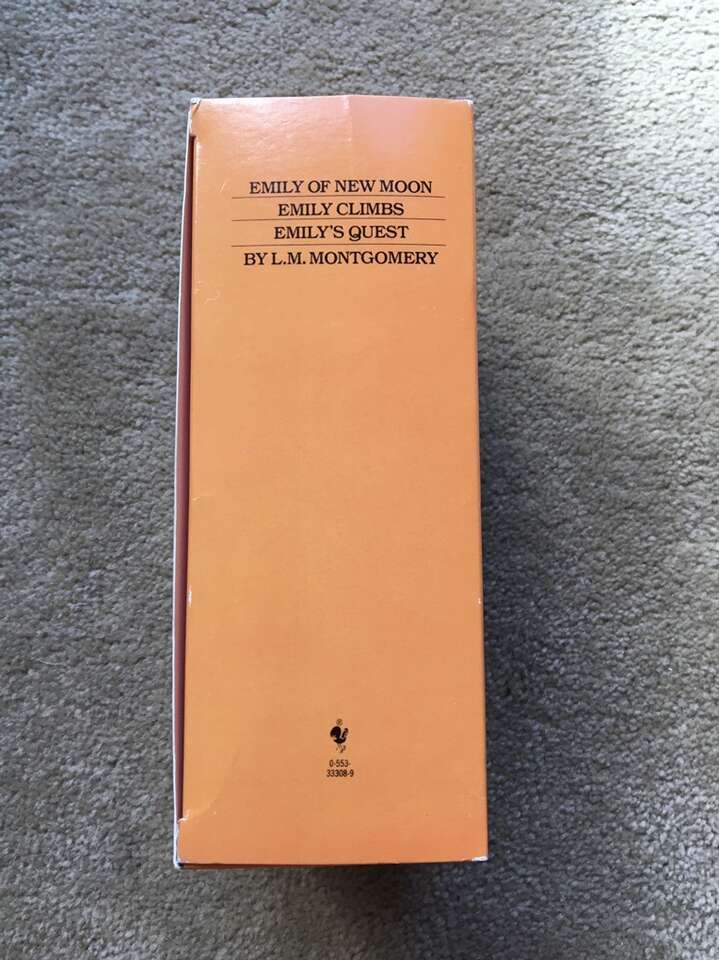 EMILY OF NEW MOON
EMILY CLIMBS
EMILY'S QUEST
BY L.M. MONTGOMERY
®
0-553-
33308-9